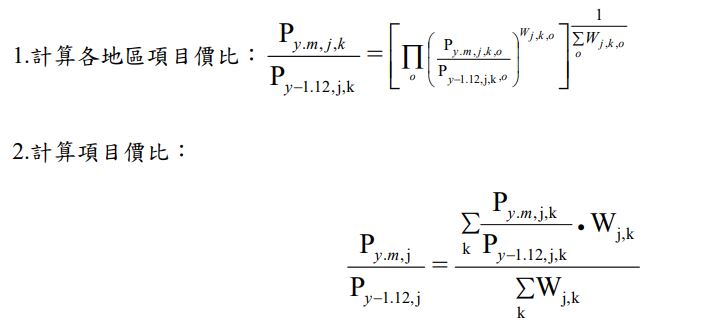 1.計算各地區項目價比：$\frac{P_{y.m,j,k}}{P_{y-1.12,j,k}}=\left[\prod_{o}\left(\frac{P_{y.m,j,k,o}}{P_{y-1.12,j,k,o}}\right)^{W_{j,k,o}}\right]^{\frac{1}{\sum_{o}W_{j,k,o}}}$
2.計算項目價比：
$\frac{P_{y.m,j}}{P_{y-1.12,j}}=\frac{\sum_{k}\frac{P_{y.m,j,k}}{P_{y-1.12,j,k}}•W_{j,k}}{\sum_{k}W_{j,k}}$